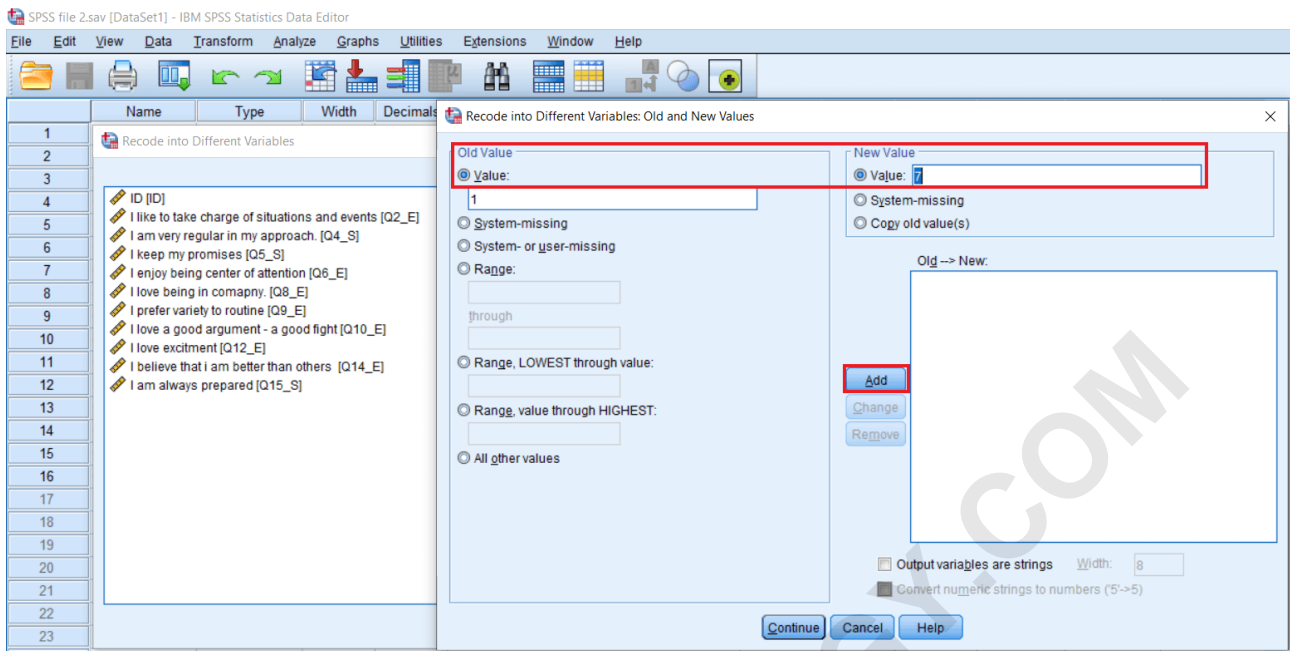 SPSS file 2.sav [DataSet1] - IBM SPSS Statistics Data Editor
File Edit View Data Transform Analyze Graphs Utilities Extensions Window Help
Name Type Width Decimals
1
2
3
4
5
6
7
8
9
10
11
12
13
14
15
16
17
18
19
20
21
22
23
Recode into Different Variables
ID [ID]
I like to take charge of situations and events [Q2_E]
I am very regular in my approach. [Q4_S]
I keep my promises [Q5_S]
I enjoy being center of attention [Q6_E]
I love being in comapny. [Q8_E]
I prefer variety to routine [Q9_E]
I love a good argument - a good fight [Q10_E]
I love excitment [Q12_E]
I believe that i am better than others [Q14_E]
I am always prepared [Q15_S]
Recode into Different Variables: Old and New Values
Old Value
Value:
1
System-missing
System- or user-missing
Range:
through
Range, LOWEST through value:
Range, value through HIGHEST:
All other values
New Value
Value: 7
System-missing
Copy old value(s)
Old --> New:
Add
Change
Remove
Output variables are strings Width: 8
Convert numeric strings to numbers ('5'->5)
Continue Cancel Help
GY.COM